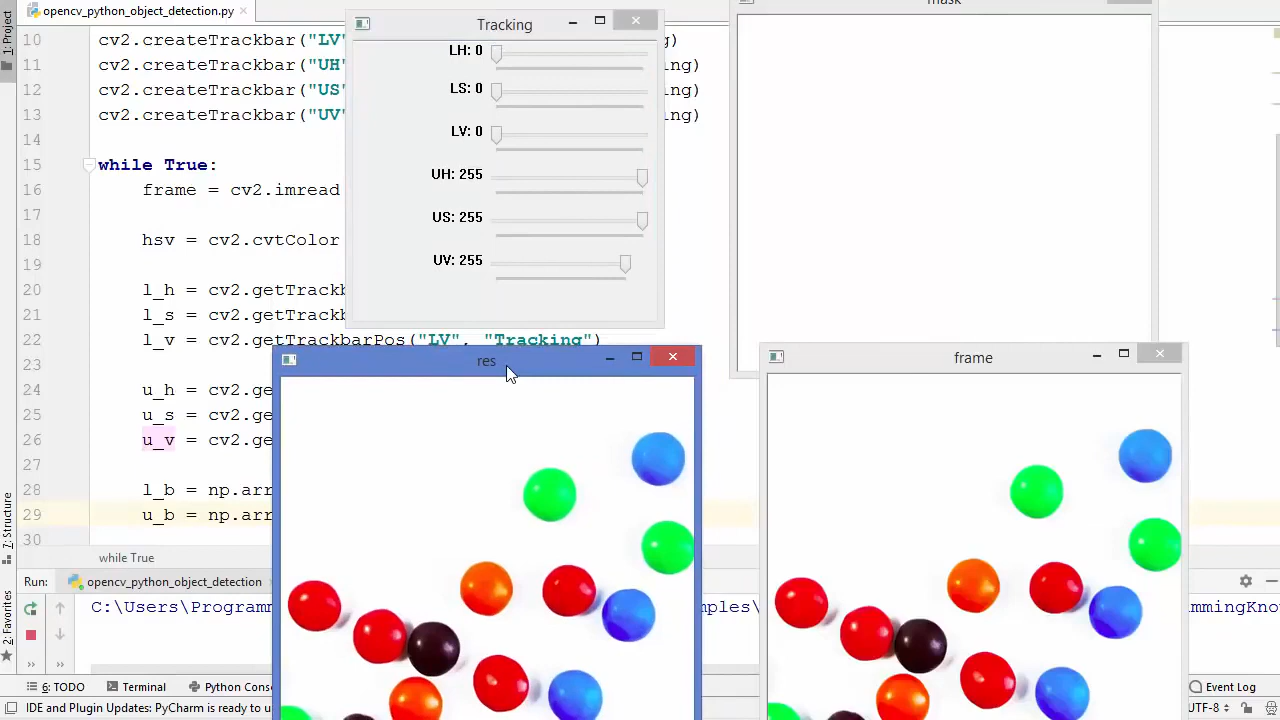 opencv_python_object_detection.py
mask
Tracking
1: Project
10 cv2.createTrackbar("LV"
11 cv2.createTrackbar("UH" ing)
12 cv2.createTrackbar("US" ing)
13 cv2.createTrackbar("UV" ing)
14
15 while True:
16 frame = cv2.imread
17
18 hsv = cv2.cvtColor
19
20 l_h = cv2.getTrackb
21 l_s = cv2.getTrackb
22 l_v = cv2.getTrackbarPos("LV", "Tracking")
23
24 u_h = cv2.ge
25 u_s = cv2.ge
26 u_v = cv2.ge
27
28 l_b = np.arr
29 u_b = np.arr
30
LH: 0
LS: 0
LV: 0
UH: 255
US: 255
UV: 255
res
frame
while True
7: Structure
2: Favorites
Run: opencv_python_object_detection
C:\Users\Programm mples\ mmingKno
6: TODO Terminal Python Conso Event Log
IDE and Plugin Updates: PyCharm is ready to u UTF-8